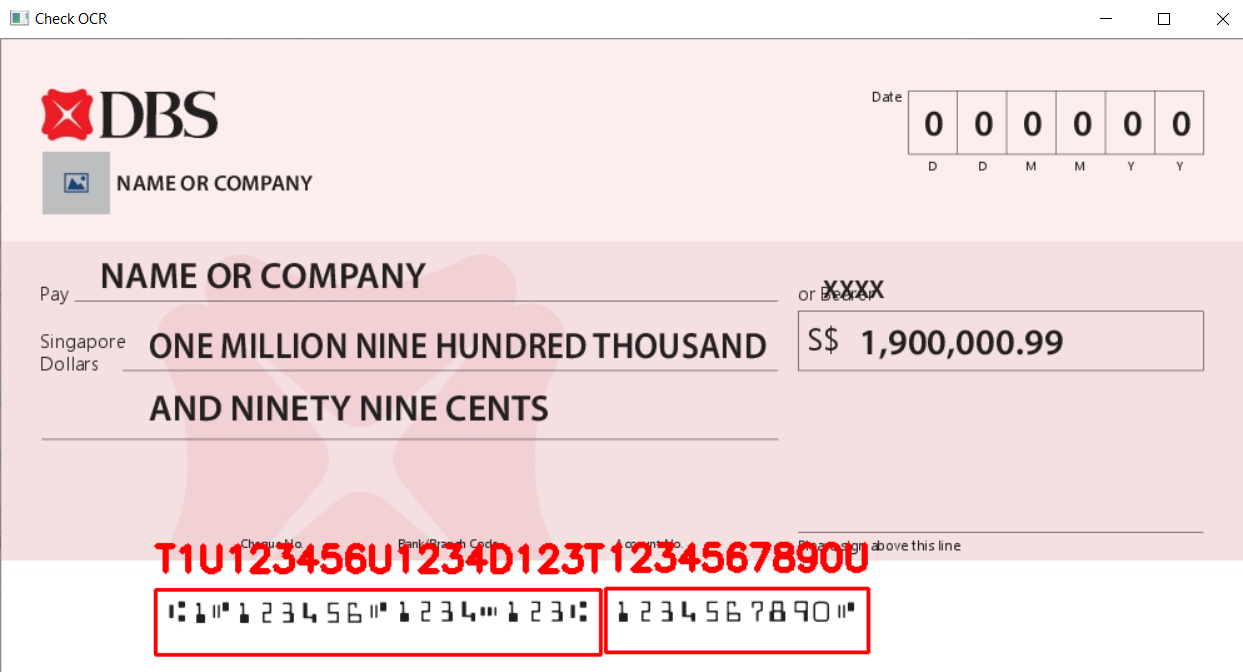 Check OCR
DBS
Date 0 0 0 0 0 0
D D M M Y Y
NAME OR COMPANY
Pay NAME OR COMPANY or Bearer XXXX
Singapore Dollars ONE MILLION NINE HUNDRED THOUSAND S$ 1,900,000.99
AND NINETY NINE CENTS
Cheque No. Bank/Branch Code Account No. Please sign above this line
T1U123456U1234D123T1234567890U
⑆1⑈123456⑈1234⑉123⑆ 1234567890⑈